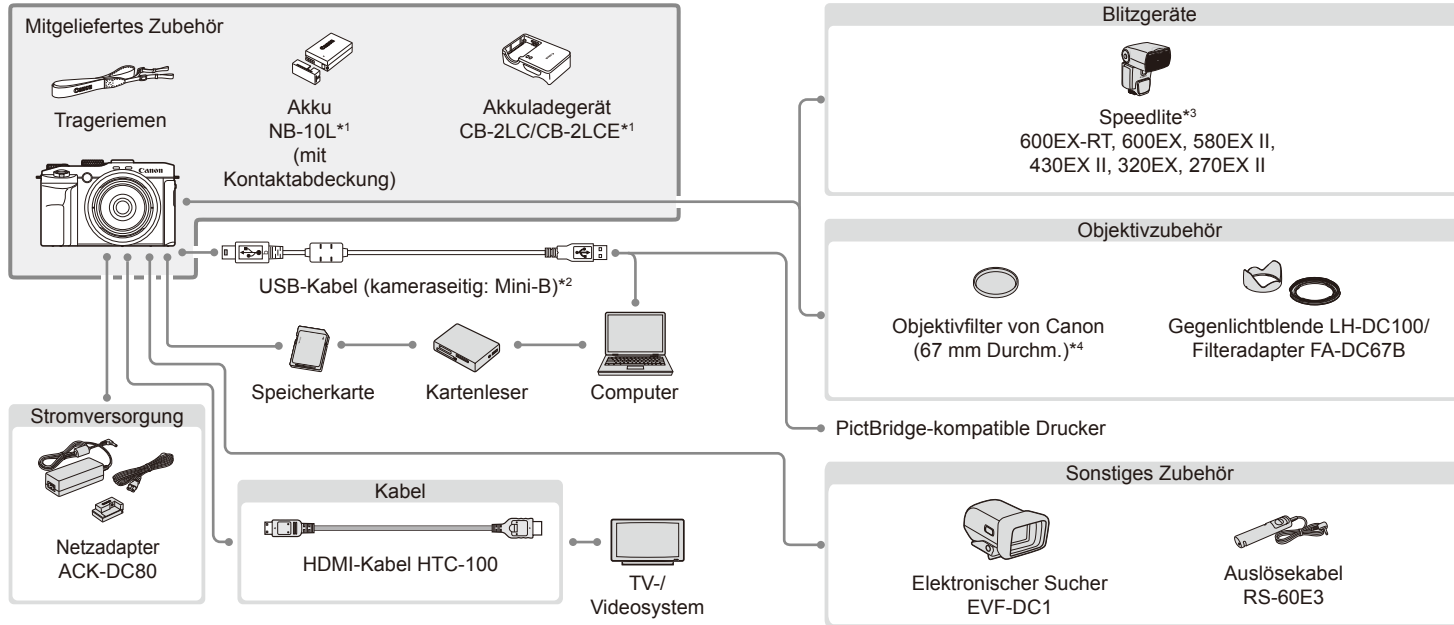 Mitgeliefertes Zubehör
Canon
Trageriemen
Akku
NB-10L*1
(mit
Kontaktabdeckung)
Akkuladegerät
CB-2LC/CB-2LCE*1
Canon
USB-Kabel (kameraseitig: Mini-B)*2
Speicherkarte
Kartenleser
Computer
Stromversorgung
Netzadapter
ACK-DC80
Kabel
HDMI-Kabel HTC-100
TV-/
Videosystem
Blitzgeräte
Speedlite*3
600EX-RT, 600EX, 580EX II,
430EX II, 320EX, 270EX II
Objektivzubehör
Objektivfilter von Canon
(67 mm Durchm.)*4
Gegenlichtblende LH-DC100/
Filteradapter FA-DC67B
PictBridge-kompatible Drucker
Sonstiges Zubehör
Elektronischer Sucher
EVF-DC1
Auslösekabel
RS-60E3